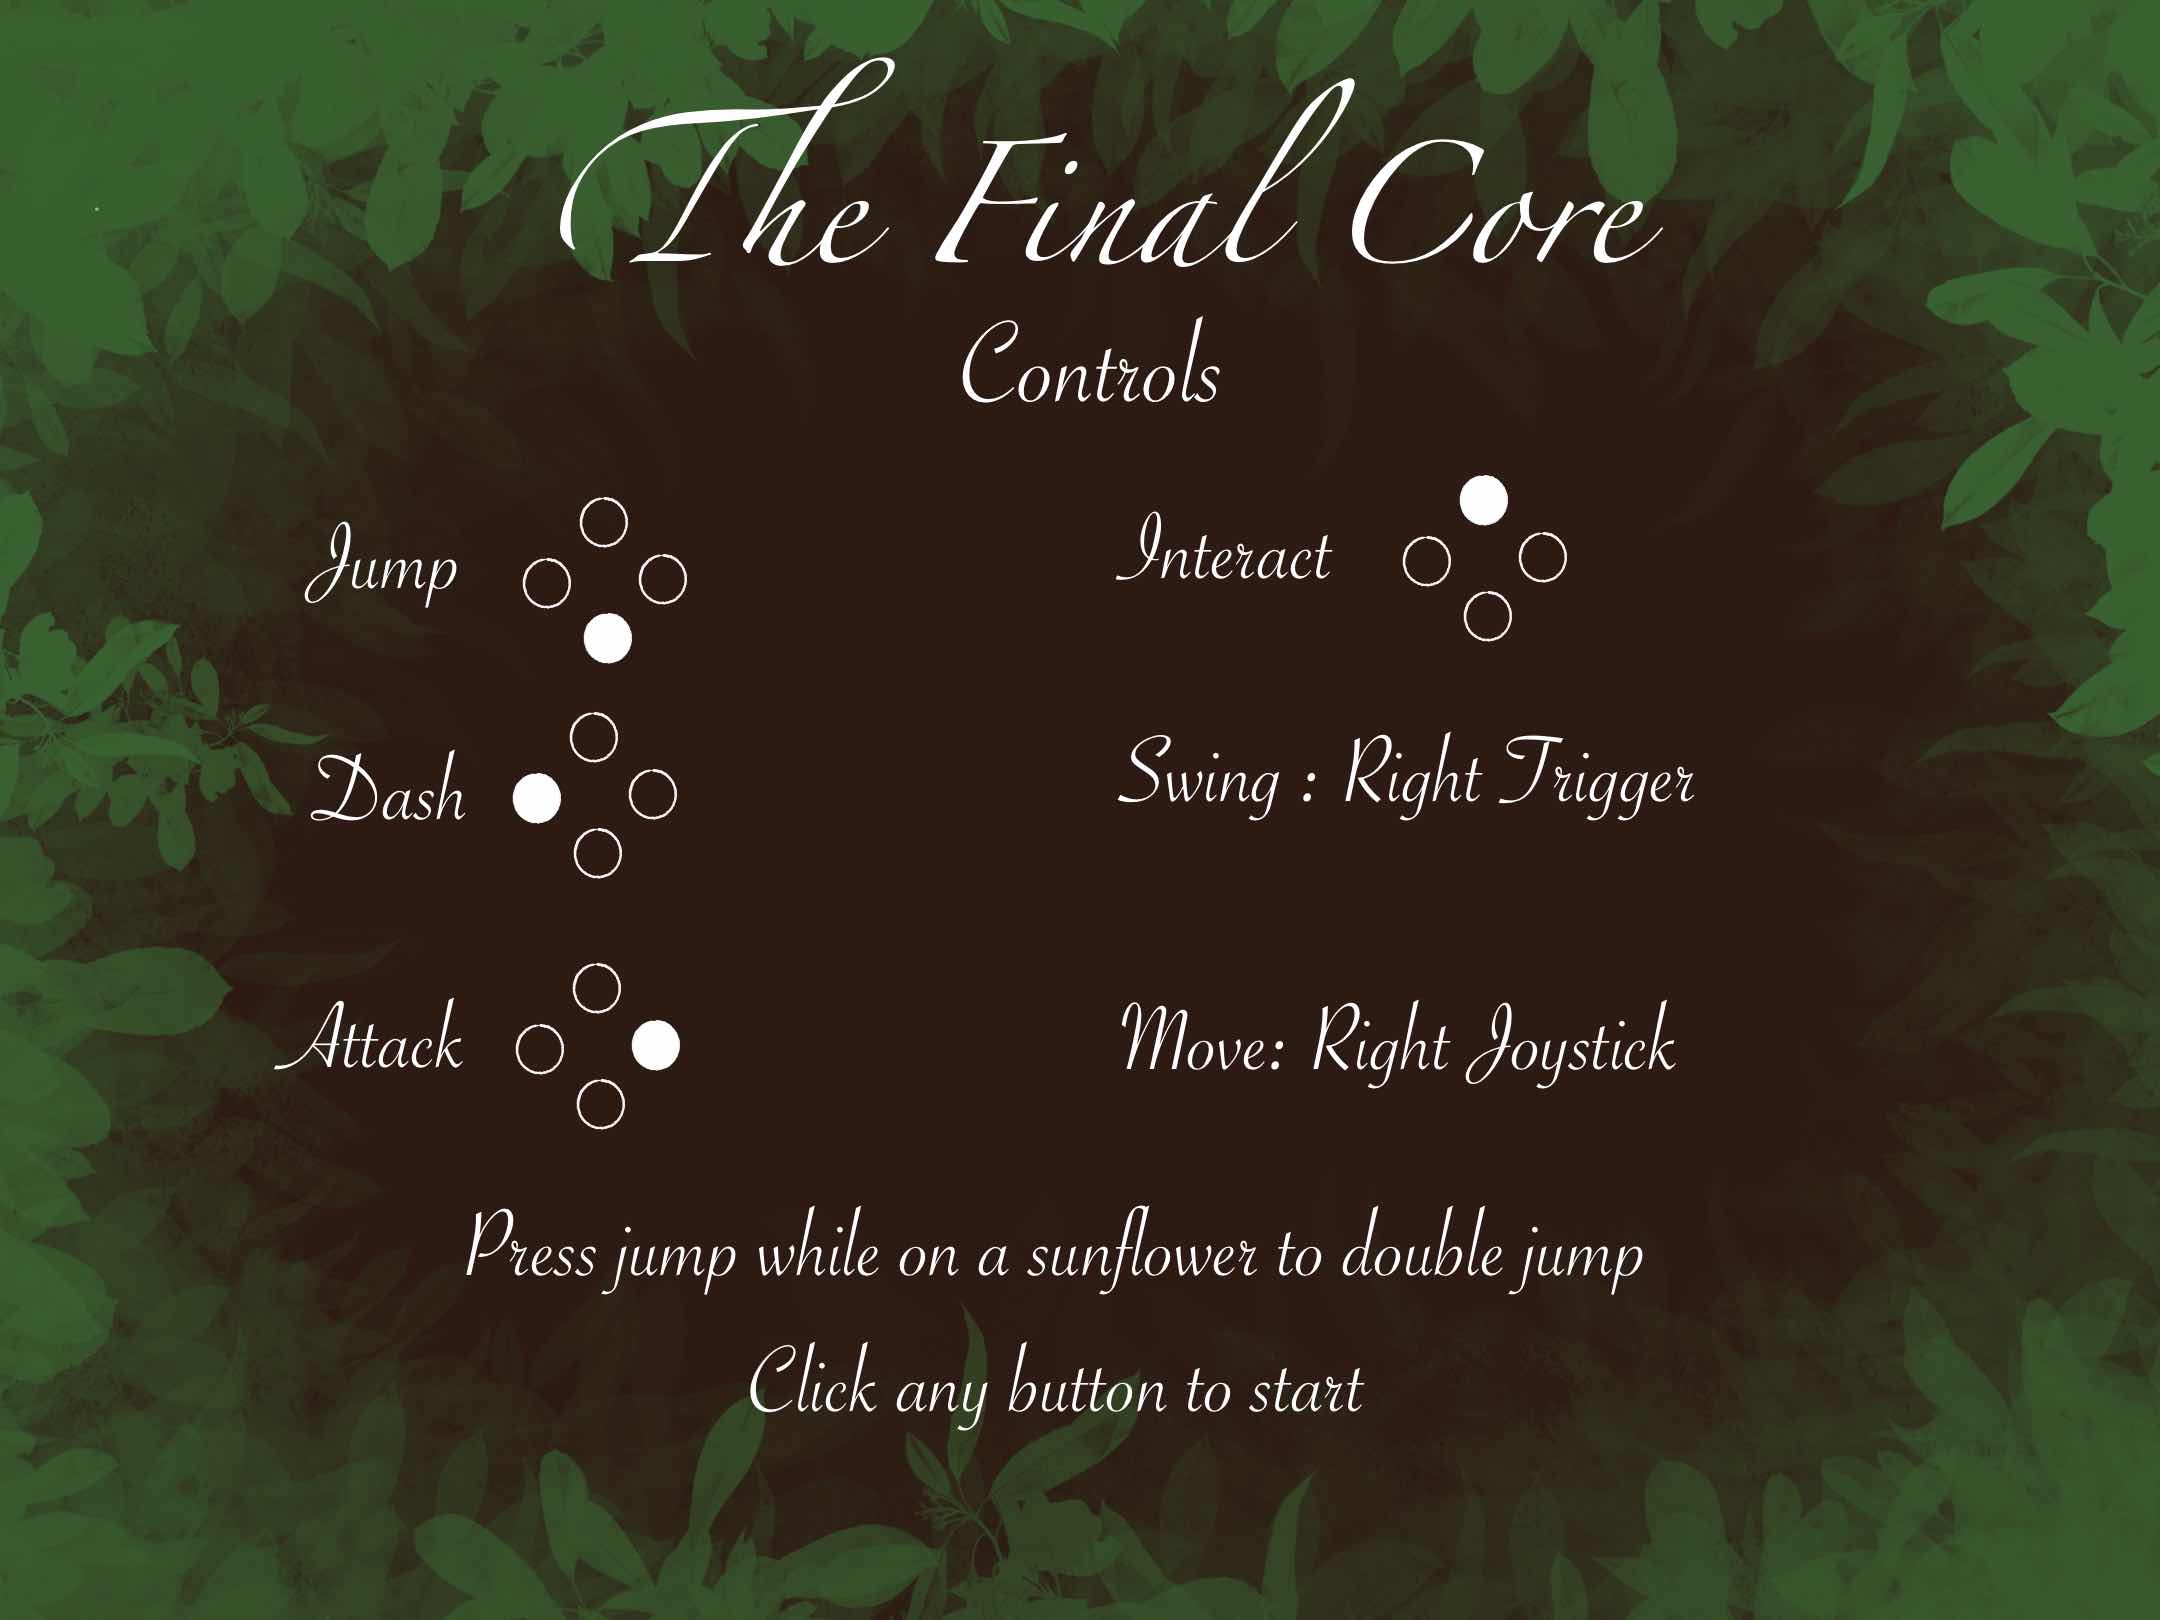 The Final Core
Controls
Jump
Interact
Dash
Swing : Right Trigger
Attack
Move: Right Joystick
Press jump while on a sunflower to double jump
Click any button to start